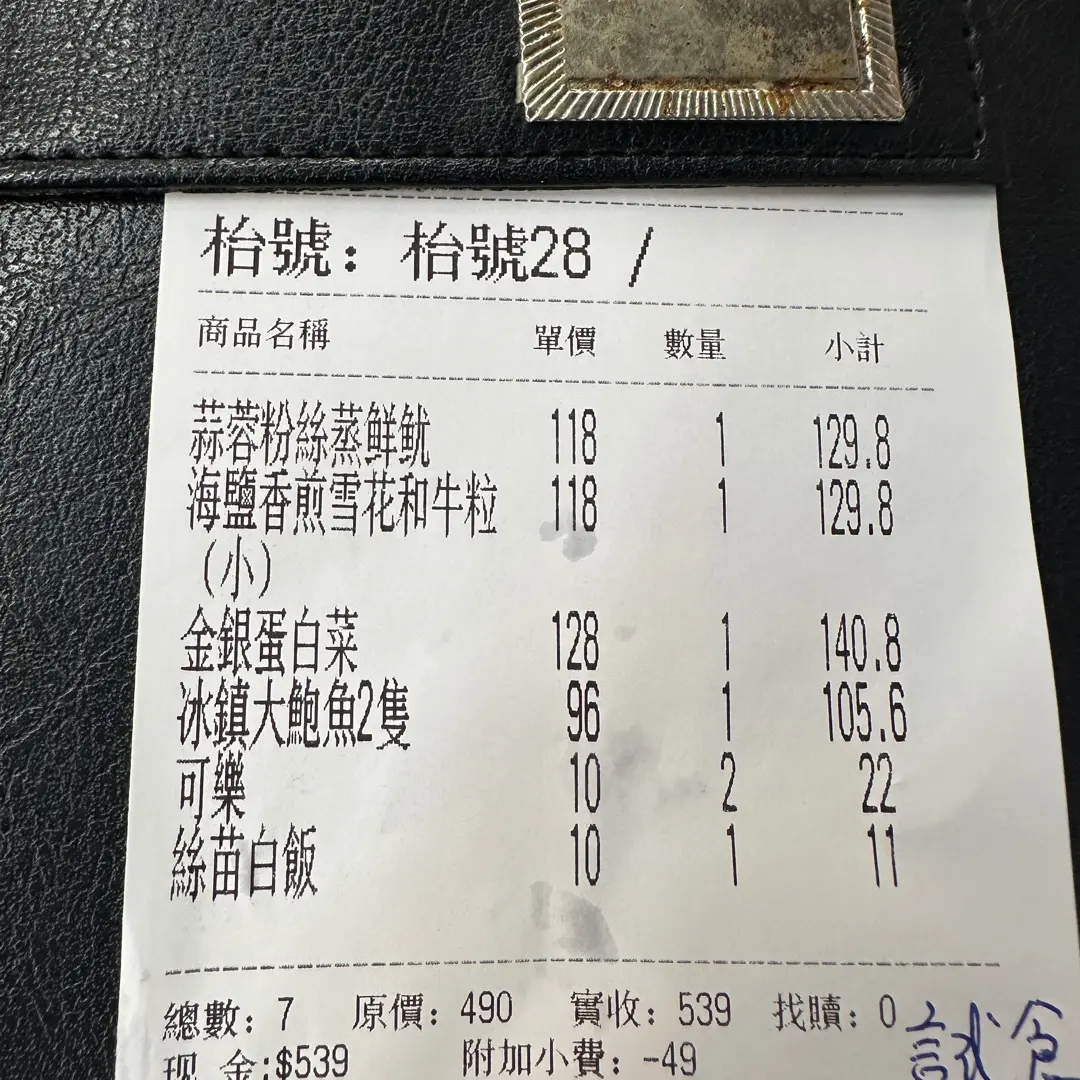 枱號：枱號28 /
商品名稱 單價 數量 小計
蒜蓉粉絲蒸鮮魷 118 1 129.8
海鹽香煎雪花和牛粒 118 1 129.8
(小)
金銀蛋白菜 128 1 140.8
冰鎮大鮑魚2隻 96 1 105.6
可樂 10 2 22
絲苗白飯 10 1 11
總數：7 原價：490 實收：539 找贖：0
现 金:$539 附加小費：-49
試食